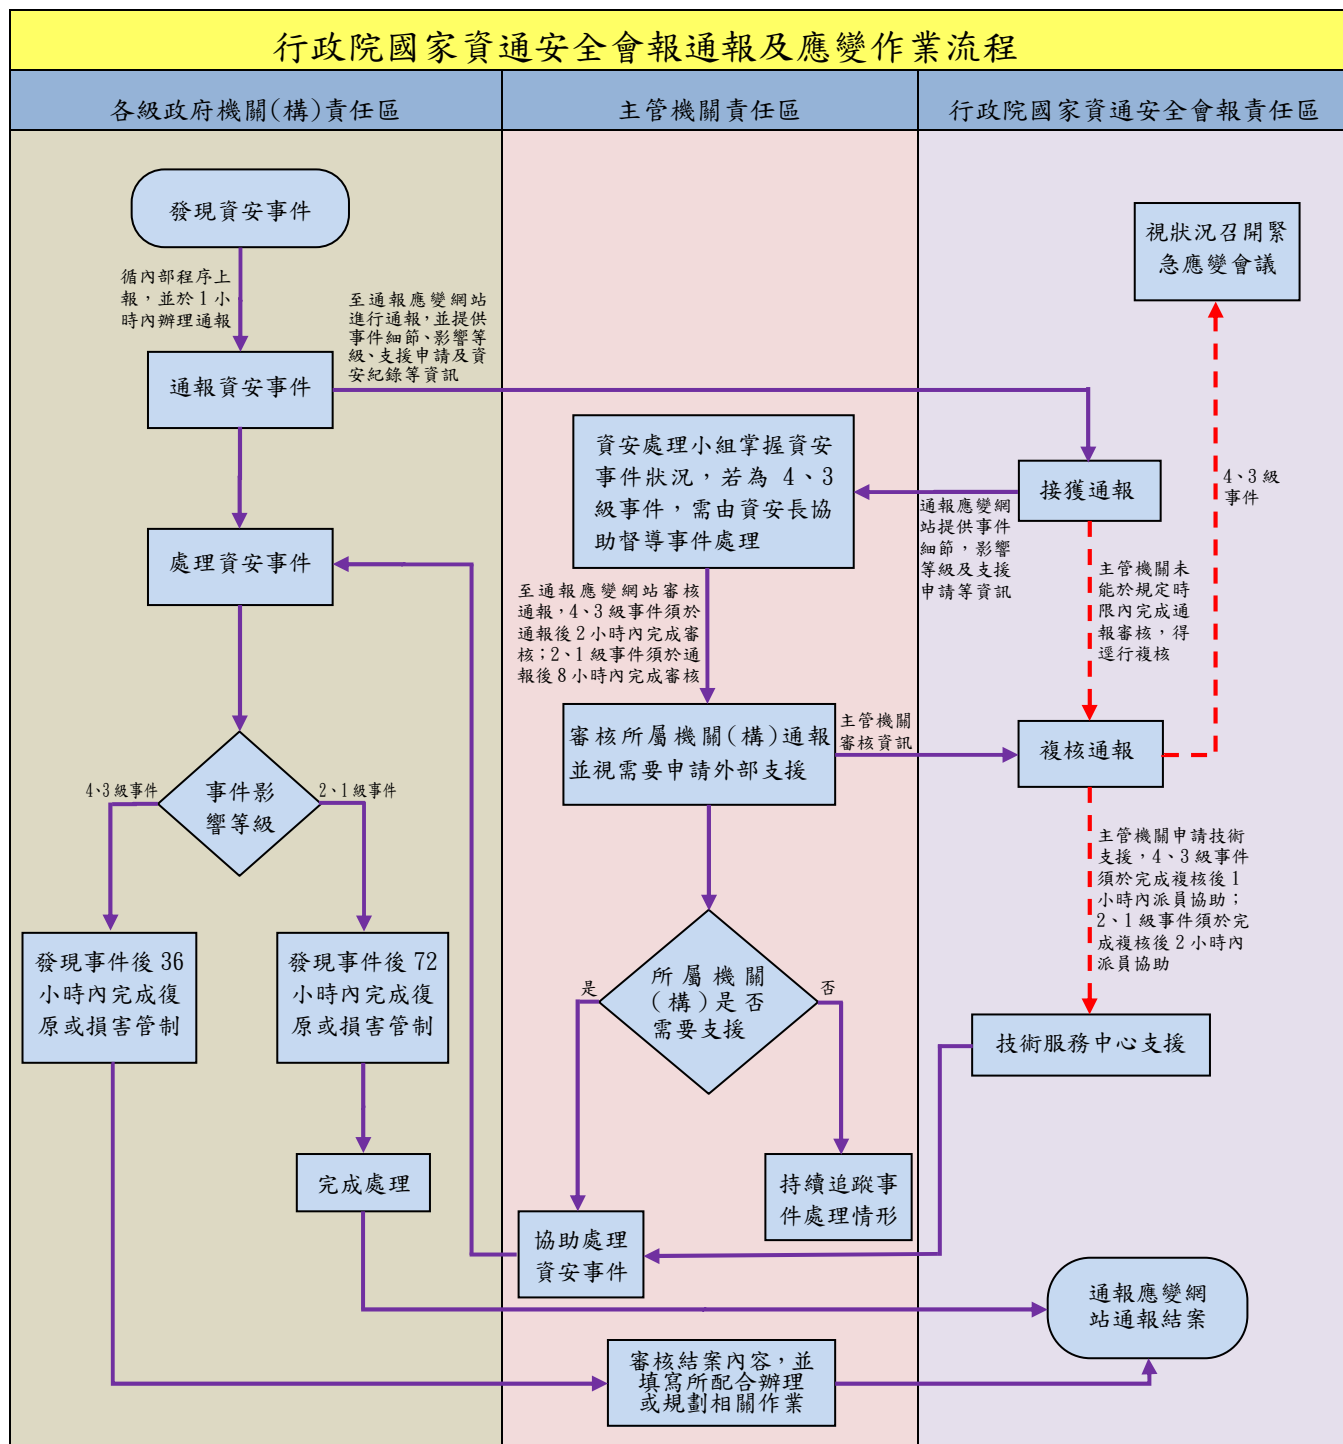 行政院國家資通安全會報通報及應變作業流程
各級政府機關(構)責任區
主管機關責任區
行政院國家資通安全會報責任區
發現資安事件
循內部程序上
報，並於1小
時內辦理通報
通報資安事件
至通報應變網站
進行通報，並提供
事件細節、影響等
級、支援申請及資
安紀錄等資訊
處理資安事件
事件影
響等級
4、3級事件
2、1級事件
發現事件後 36
小時內完成復
原或損害管制
發現事件後 72
小時內完成復
原或損害管制
完成處理
資安處理小組掌握資安
事件狀況，若為 4、3
級事件，需由資安長協
助督導事件處理
至通報應變網站審核
通報，4、3級事件須於
通報後2小時內完成審
核；2、1級事件須於通
報後8小時內完成審核
審核所屬機關(構)通報
並視需要申請外部支援
主管機關
審核資訊
所屬機關
(構)是否
需要支援
是
否
協助處理
資安事件
持續追蹤事
件處理情形
審核結案內容，並
填寫所配合辦理
或規劃相關作業
視狀況召開緊
急應變會議
4、3級
事件
接獲通報
通報應變網
站提供事件
細節，影響
等級及支援
申請等資訊
主管機關未
能於規定時
限內完成通
報審核，得
逕行複核
複核通報
主管機關申請技術
支援，4、3級事件
須於完成複核後1
小時內派員協助；
2、1級事件須於完
成複核後2小時內
派員協助
技術服務中心支援
通報應變網
站通報結案